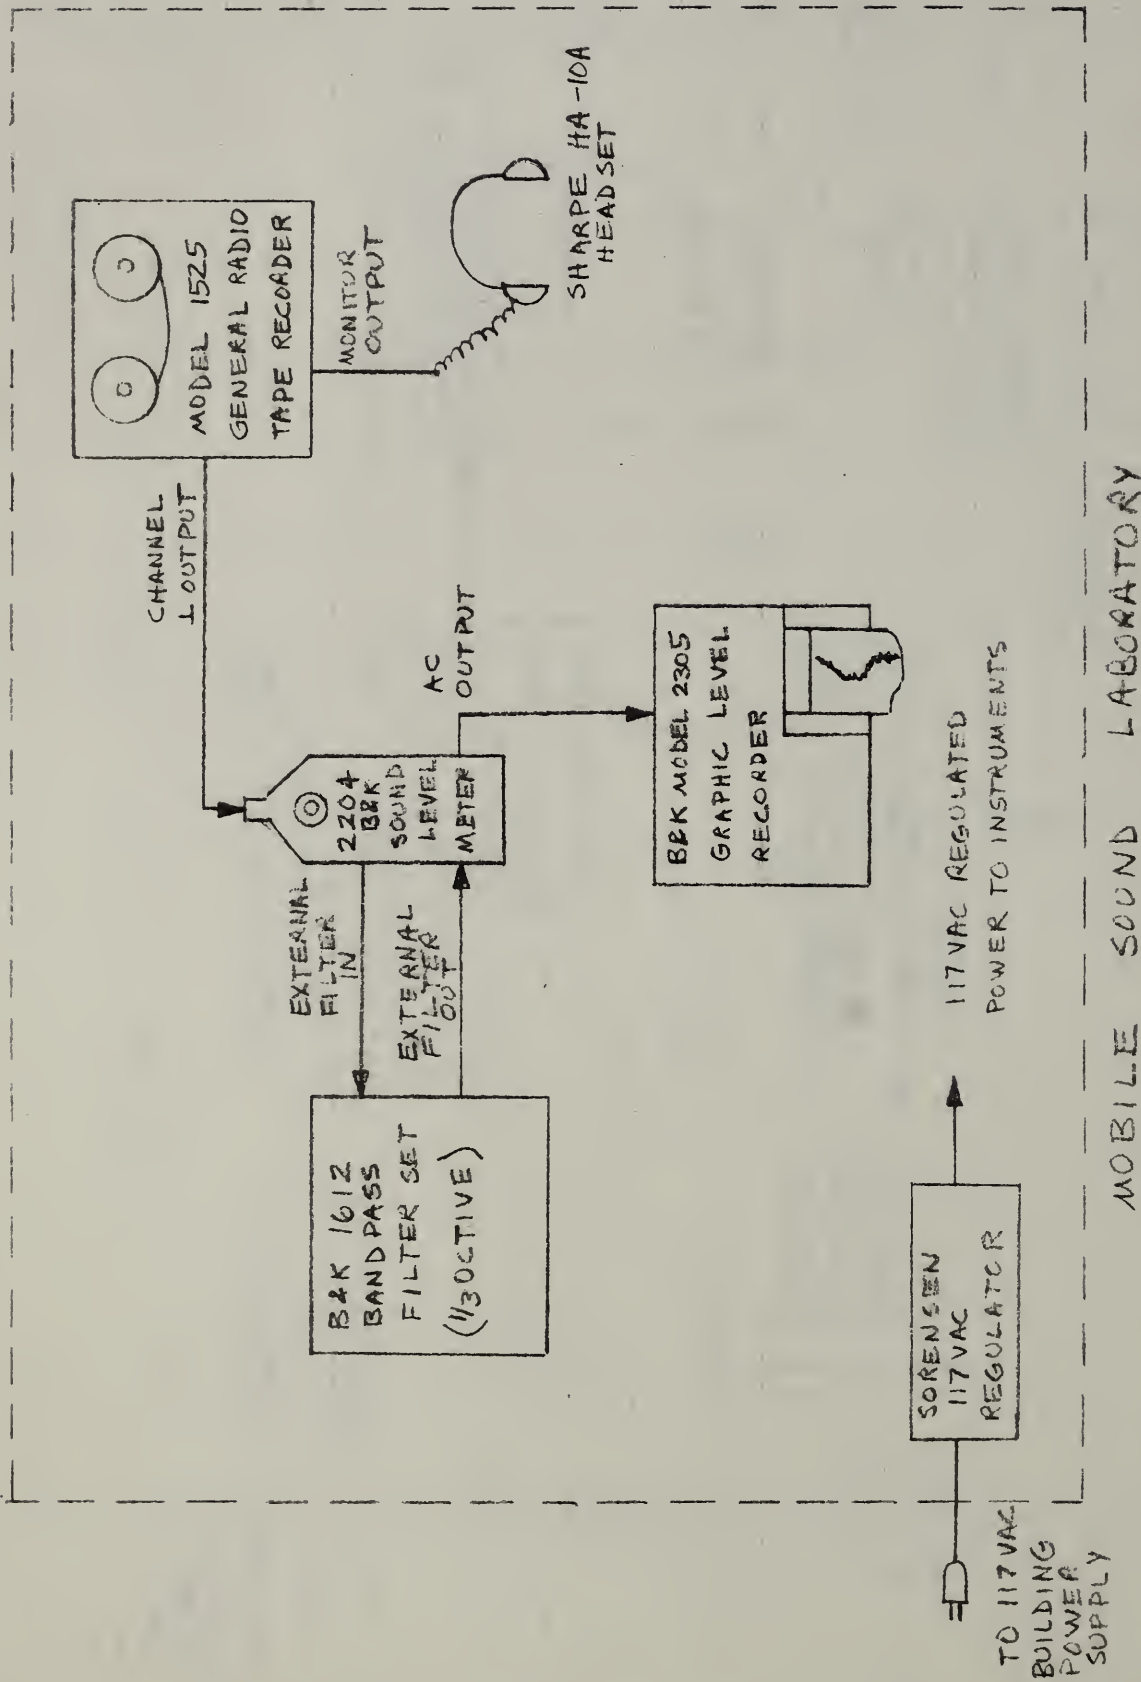 MODEL 1525
GENERAL RADIO
TAPE RECORDER
CHANNEL
1 OUTPUT
MONITOR
OUTPUT
SHARPE HA-10A
HEADSET
2204
B&K
SOUND
LEVEL
METER
EXTERNAL
FILTER
IN
EXTERNAL
FILTER
OUT
AC
OUTPUT
B&K 1612
BANDPASS
FILTER SET
(1/3 OCTIVE)
B&K MODEL 2305
GRAPHIC LEVEL
RECORDER
SORENSEN
117 VAC
REGULATOR
117 VAC REGULATED
POWER TO INSTRUMENTS
TO 117 VAC
BUILDING
POWER
SUPPLY
MOBILE SOUND LABORATORY